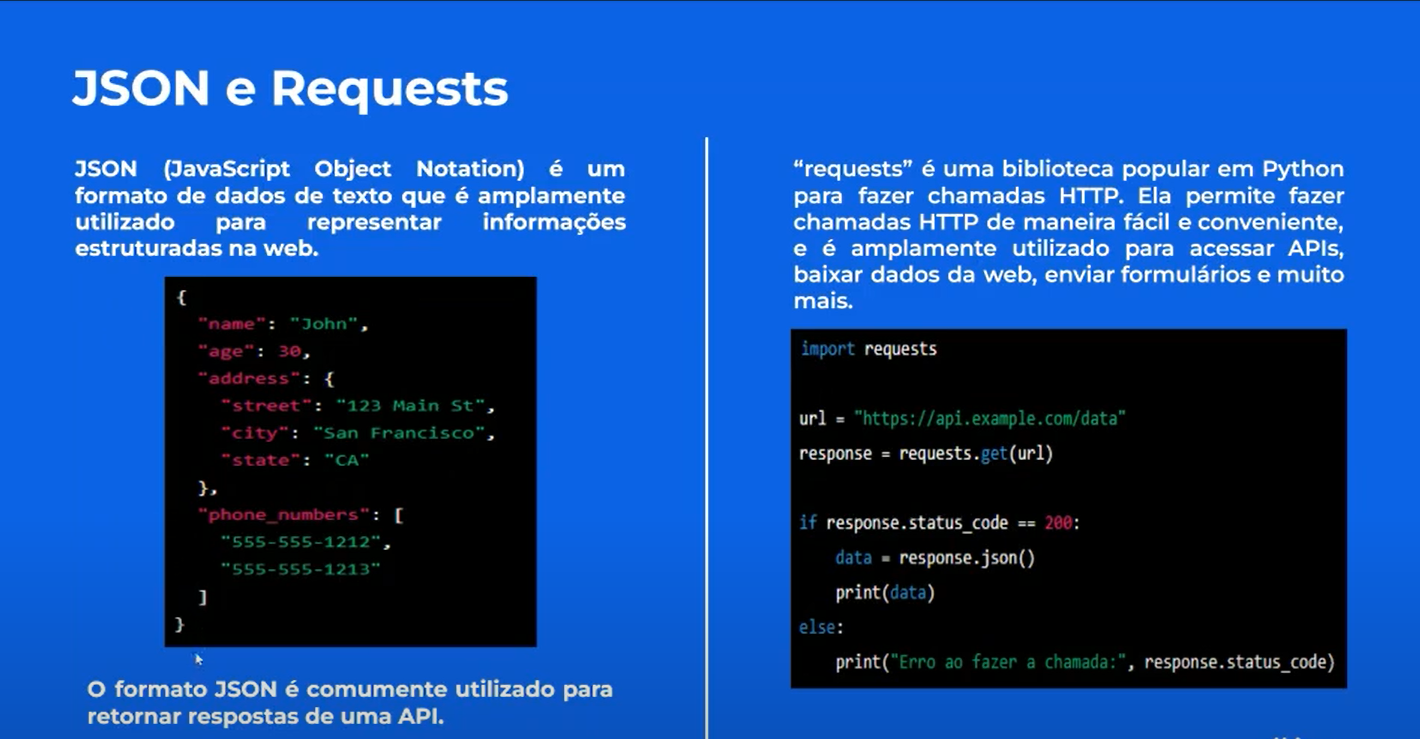 JSON e Requests
JSON (JavaScript Object Notation) é um
formato de dados de texto que é amplamente
utilizado para representar informações
estruturadas na web.
{
"name": "John",
"age": 30,
"address": {
"street": "123 Main St",
"city": "San Francisco",
"state": "CA"
},
"phone_numbers": [
"555-555-1212",
"555-555-1213"
]
}
O formato JSON é comumente utilizado para
retornar respostas de uma API.
“requests” é uma biblioteca popular em Python
para fazer chamadas HTTP. Ela permite fazer
chamadas HTTP de maneira fácil e conveniente,
e é amplamente utilizado para acessar APIs,
baixar dados da web, enviar formulários e muito
mais.
import requests
url = "https://api.example.com/data"
response = requests.get(url)
if response.status_code == 200:
data = response.json()
print(data)
else:
print("Erro ao fazer a chamada:", response.status_code)